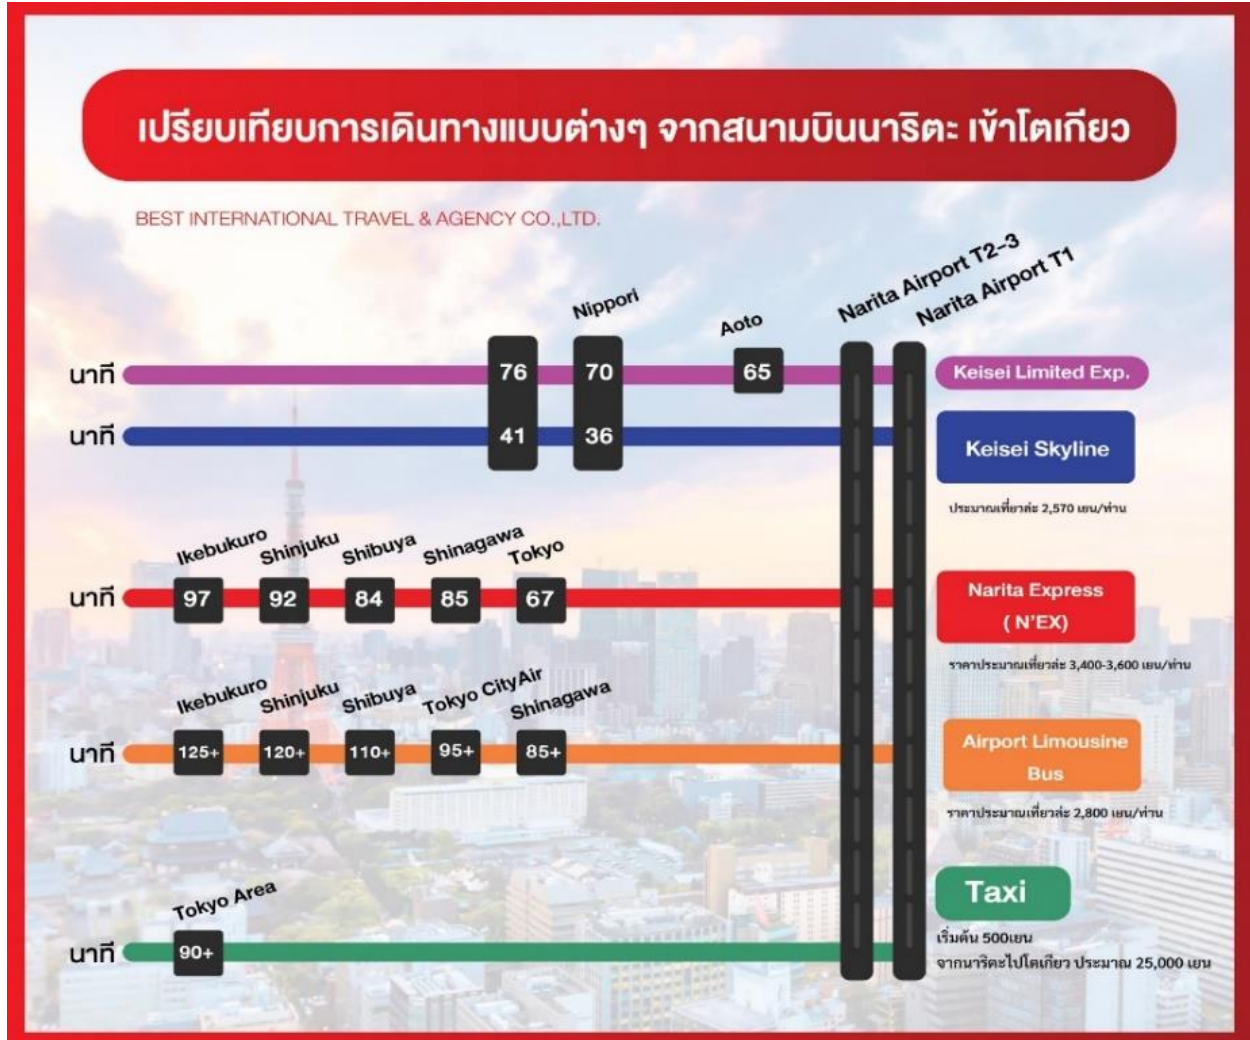 เปรียบเทียบการเดินทางแบบต่างๆ จากสนามบินนาริตะ เข้าโตเกียว
BEST INTERNATIONAL TRAVEL & AGENCY CO.,LTD.
Narita Airport T2-3
Narita Airport T1
Nippori
Aoto
นาที
76
70
65
Keisei Limited Exp.
นาที
41
36
Keisei Skyline
ประมาณเที่ยวล่ะ 2,570 เยน/ท่าน
Ikebukuro
Shinjuku
Shibuya
Shinagawa
Tokyo
นาที
97
92
84
85
67
Narita Express
( N'EX)
ราคาประมาณเที่ยวล่ะ 3,400-3,600 เยน/ท่าน
Ikebukuro
Shinjuku
Shibuya
Tokyo CityAir
Shinagawa
นาที
125+
120+
110+
95+
85+
Airport Limousine
Bus
ราคาประมาณเที่ยวล่ะ 2,800 เยน/ท่าน
Tokyo Area
นาที
90+
Taxi
เริ่มต้น 500เยน
จากนาริตะไปโตเกียว ประมาณ 25,000 เยน